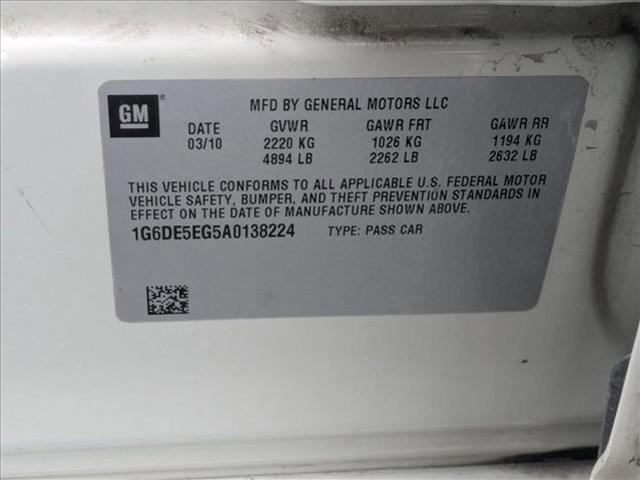 GM
MFD BY GENERAL MOTORS LLC
DATE GVWR GAWR FRT GAWR RR
03/10 2220 KG 1026 KG 1194 KG
4894 LB 2262 LB 2632 LB
THIS VEHICLE CONFORMS TO ALL APPLICABLE U.S. FEDERAL MOTOR
VEHICLE SAFETY, BUMPER, AND THEFT PREVENTION STANDARDS IN
EFFECT ON THE DATE OF MANUFACTURE SHOWN ABOVE.
1G6DE5EG5A0138224 TYPE: PASS CAR